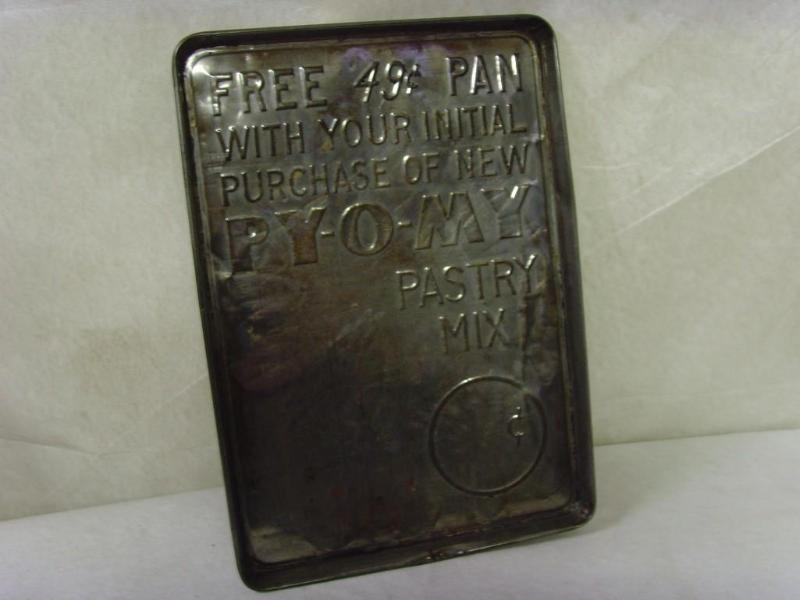 FREE 49¢ PAN
WITH YOUR INITIAL
PURCHASE OF NEW
PY-O-MY
PASTRY
MIX
¢